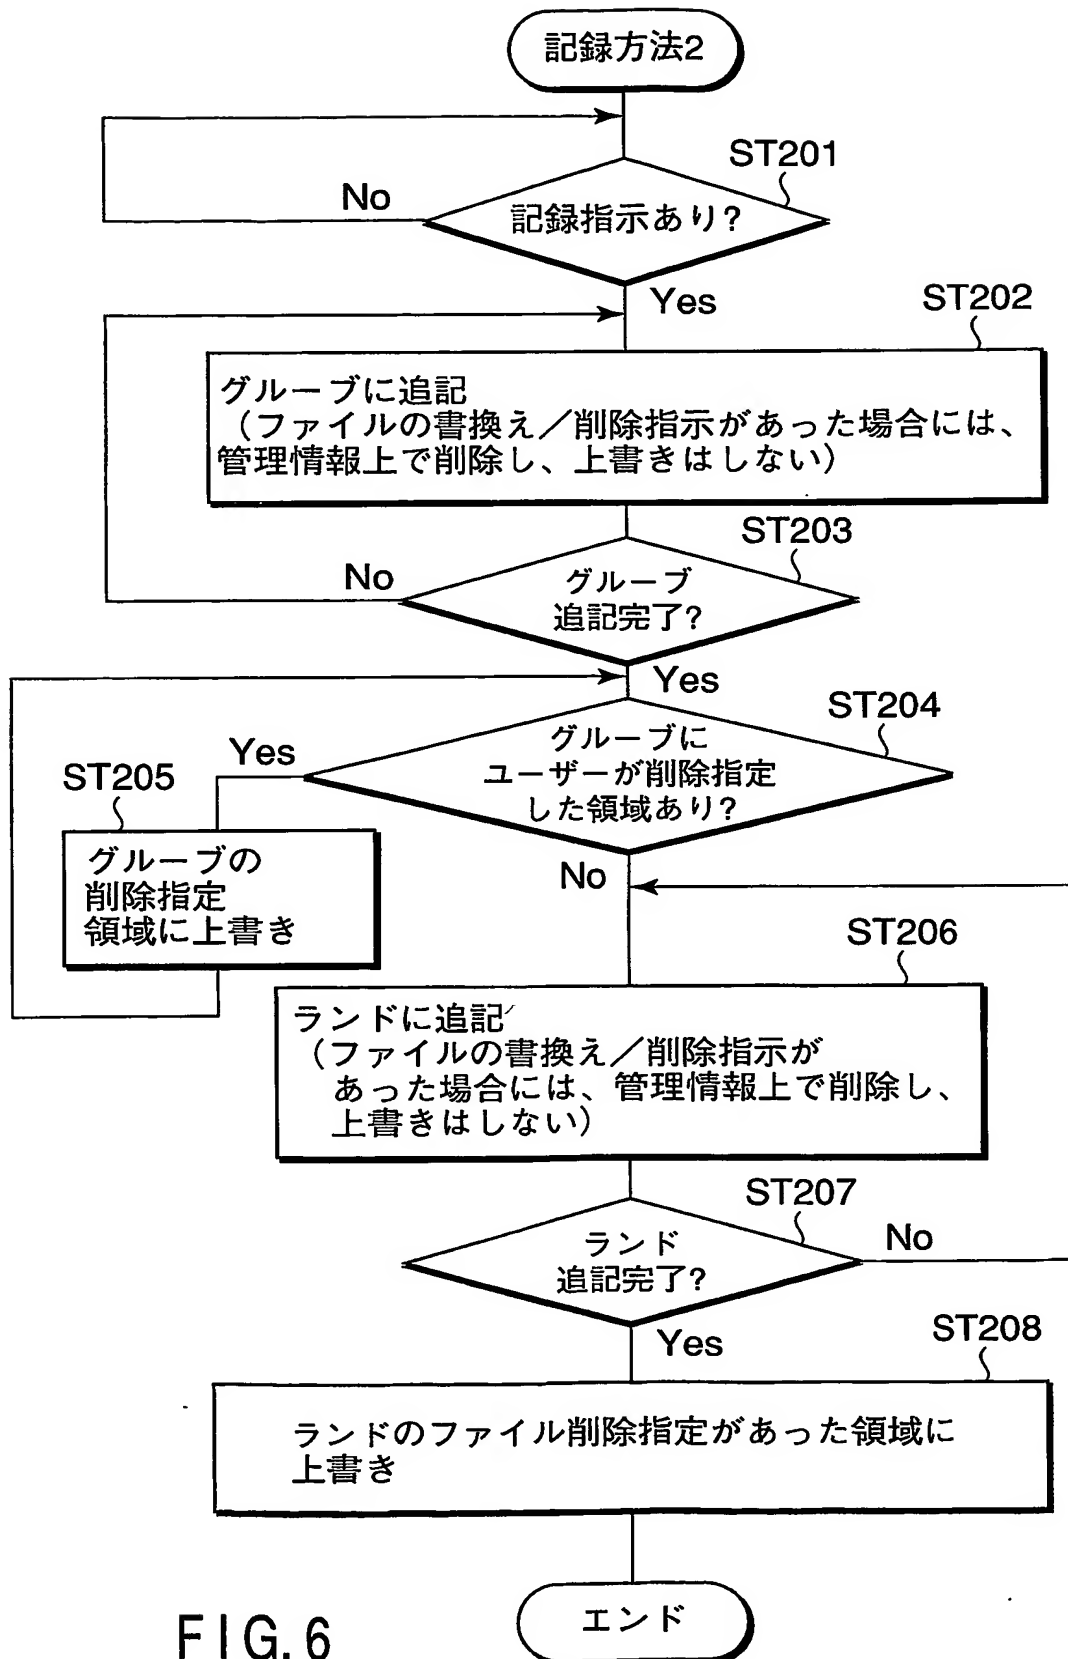 記録方法2
ST201
記録指示あり?
No
Yes
ST202
グルーブに追記
(ファイルの書換え/削除指示があった場合には、
管理情報上で削除し、上書きはしない)
ST203
グルーブ
追記完了?
No
Yes
ST204
グルーブに
ユーザーが削除指定
した領域あり?
Yes
ST205
グルーブの
削除指定
領域に上書き
No
ST206
ランドに追記
(ファイルの書換え/削除指示が
あった場合には、管理情報上で削除し、
上書きはしない)
ST207
ランド
追記完了?
No
Yes
ST208
ランドのファイル削除指定があった領域に
上書き
エンド
FIG. 6